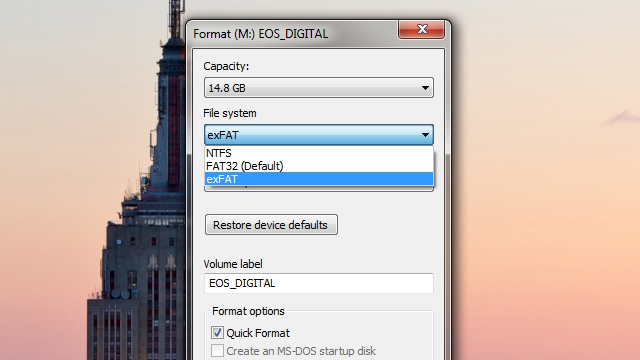 Format (M:) EOS_DIGITAL
Capacity:
14.8 GB
File system
exFAT
NTFS
FAT32 (Default)
exFAT
Restore device defaults
Volume label
EOS_DIGITAL
Format options
Quick Format
Create an MS-DOS startup disk